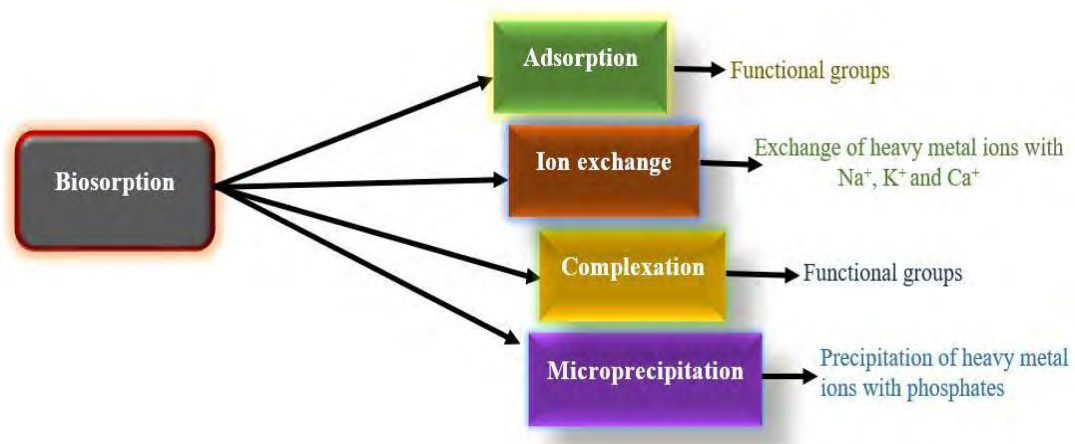 Biosorption
Adsorption
Functional groups
Ion exchange
Exchange of heavy metal ions with
Na⁺, K⁺ and Ca⁺
Complexation
Functional groups
Microprecipitation
Precipitation of heavy metal
ions with phosphates